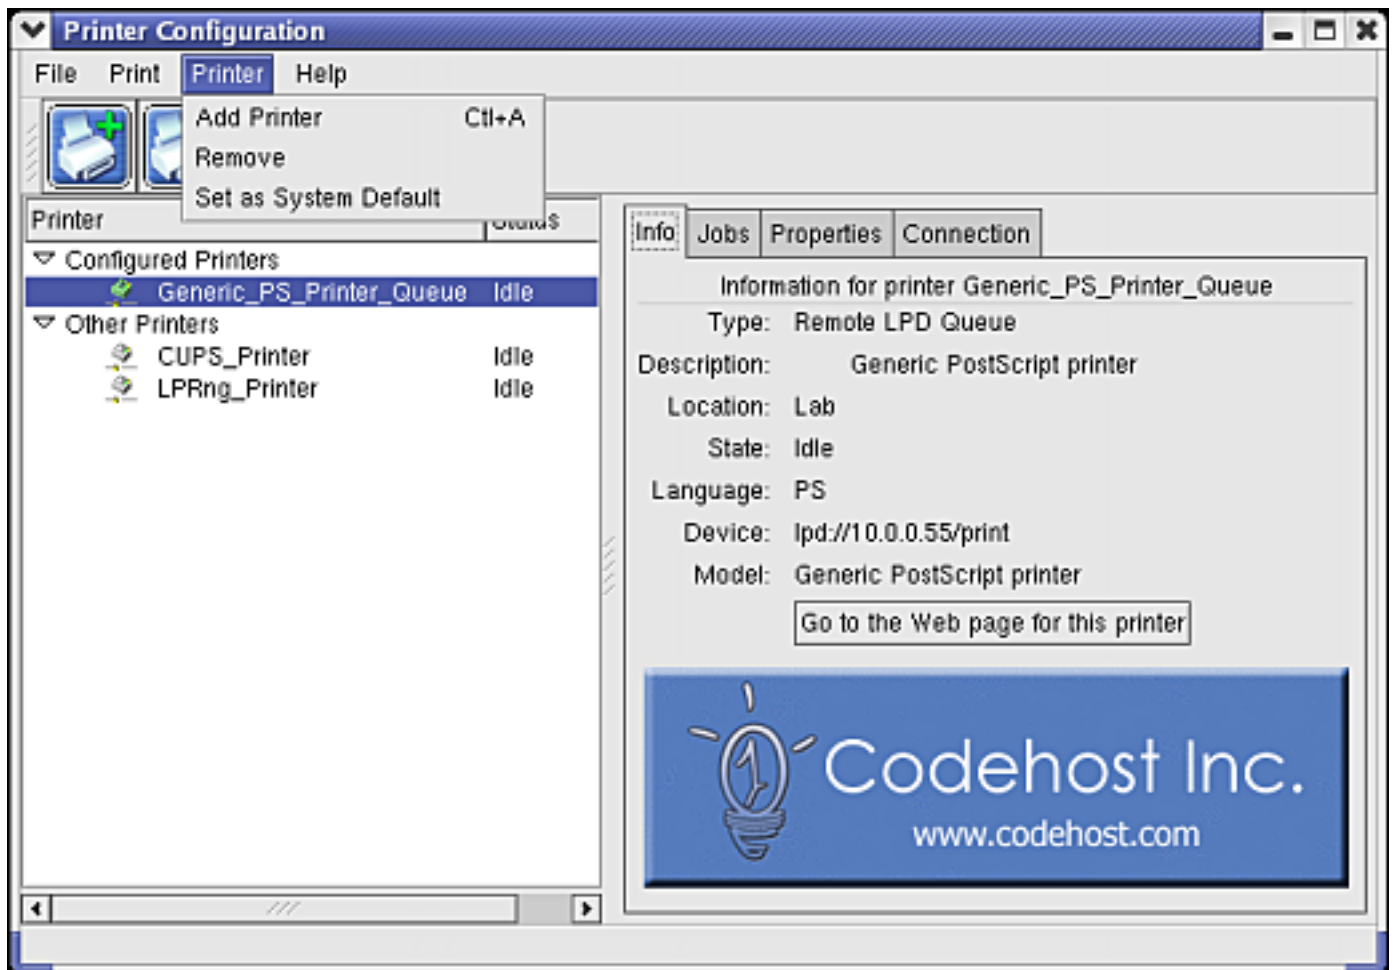 Printer Configuration
File Print Printer Help
Add Printer Ctl+A
Remove
Set as System Default
Printer Status
Configured Printers
Generic_PS_Printer_Queue Idle
Other Printers
CUPS_Printer Idle
LPRng_Printer Idle
Info Jobs Properties Connection
Information for printer Generic_PS_Printer_Queue
Type: Remote LPD Queue
Description: Generic PostScript printer
Location: Lab
State: Idle
Language: PS
Device: lpd://10.0.0.55/print
Model: Generic PostScript printer
Go to the Web page for this printer
Codehost Inc.
www.codehost.com